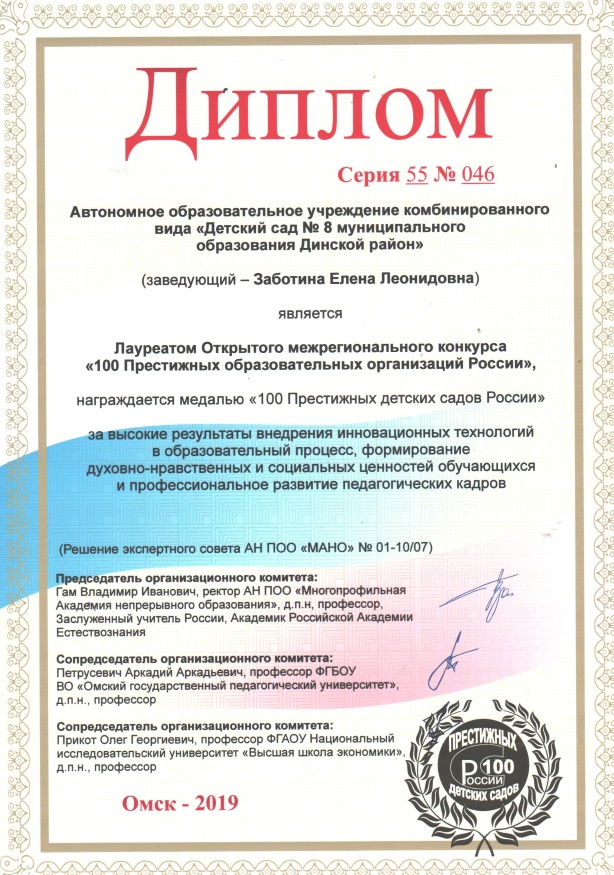 Диплом
Серия 55 № 046
Автономное образовательное учреждение комбинированного
вида «Детский сад № 8 муниципального
образования Динской район»
(заведующий – Заботина Елена Леонидовна)
является
Лауреатом Открытого межрегионального конкурса
«100 Престижных образовательных организаций России»,
награждается медалью «100 Престижных детских садов России»
за высокие результаты внедрения инновационных технологий
в образовательный процесс, формирование
духовно-нравственных и социальных ценностей обучающихся
и профессиональное развитие педагогических кадров
(Решение экспертного совета АН ПОО «МАНО» № 01-10/07)
Председатель организационного комитета:
Гам Владимир Иванович, ректор АН ПОО «Многопрофильная
Академия непрерывного образования», д.п.н, профессор,
Заслуженный учитель России, Академик Российской Академии
Естествознания
Сопредседатель организационного комитета:
Петрусевич Аркадий Аркадьевич, профессор ФГБОУ
ВО «Омский государственный педагогический университет»,
д.п.н., профессор
Сопредседатель организационного комитета:
Прикот Олег Георгиевич, профессор ФГАОУ Национальный
исследовательский университет «Высшая школа экономики»,
д.п.н., профессор
ПРЕСТИЖНЫХ
100
РОССИИ
ДЕТСКИХ САДОВ
Омск - 2019